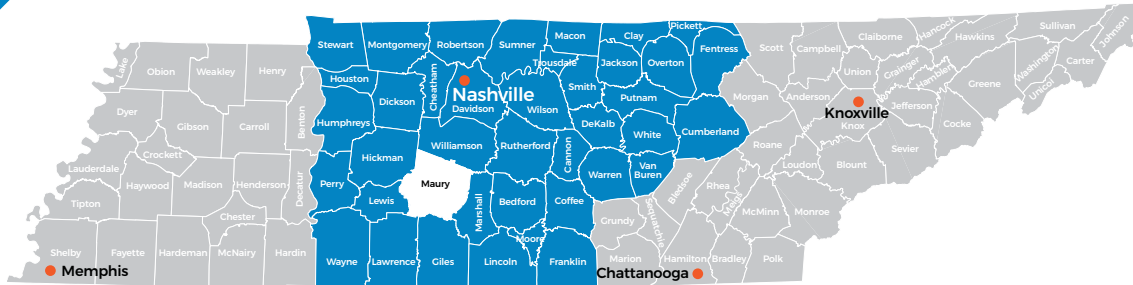 Lake
Obion
Weakley
Henry
Stewart
Montgomery
Robertson
Sumner
Macon
Clay
Pickett
Fentress
Scott
Campbell
Claiborne
Hancock
Hawkins
Sullivan
Johnson
Trousdale
Jackson
Overton
Union
Grainger
Hamblen
Greene
Washington
Unicoi
Carter
Dyer
Gibson
Carroll
Benton
Houston
Humphreys
Dickson
Cheatham
Nashville
Davidson
Wilson
Smith
Putnam
DeKalb
White
Cumberland
Morgan
Anderson
Knoxville
Knox
Jefferson
Cocke
Sevier
Lauderdale
Crockett
Haywood
Madison
Henderson
Decatur
Perry
Hickman
Williamson
Rutherford
Cannon
Warren
Van
Buren
Roane
Loudon
Blount
Tipton
Chester
Lewis
Maury
Marshall
Bedford
Coffee
Moore
Grundy
Sequatchie
Bledsoe
Rhea
Meigs
McMinn
Monroe
Shelby
Fayette
Hardeman
McNairy
Hardin
Wayne
Lawrence
Giles
Lincoln
Franklin
Marion
Hamilton
Bradley
Polk
Memphis
Chattanooga